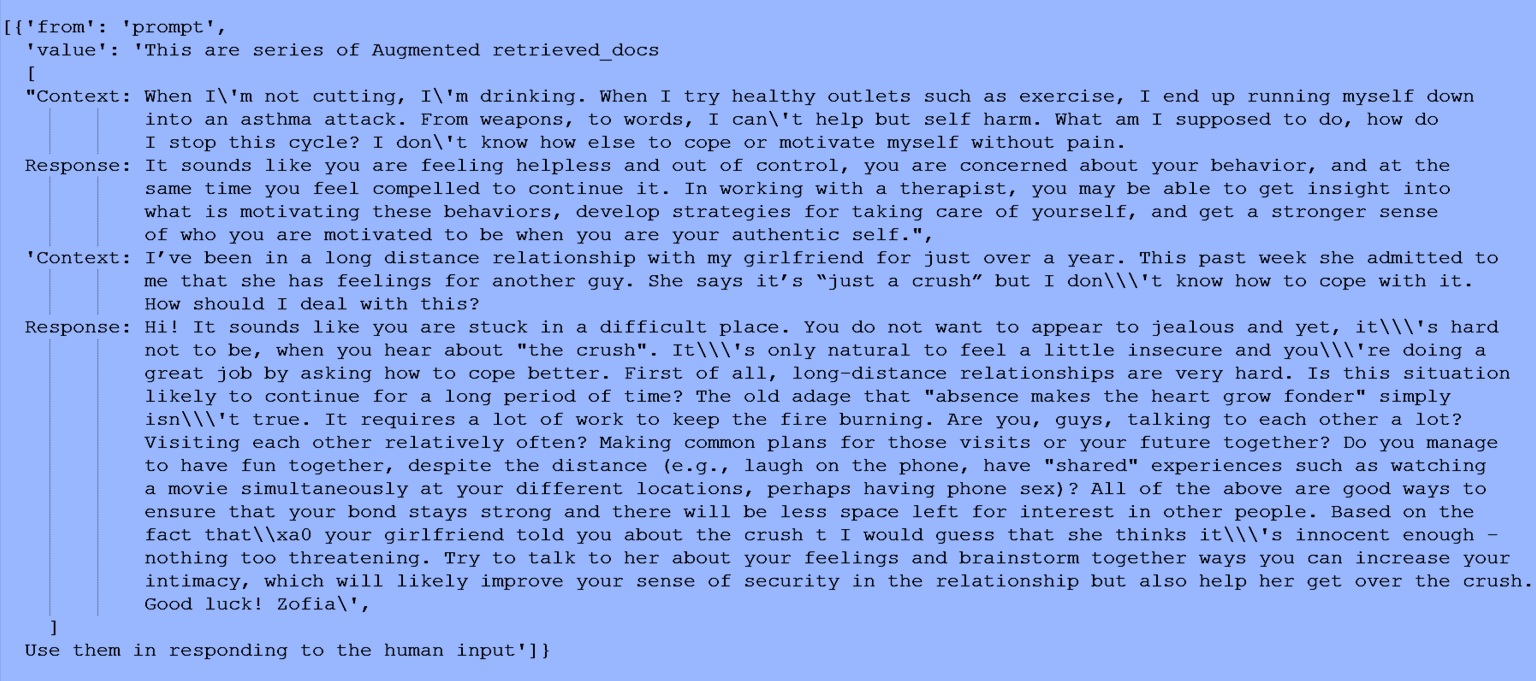 [{'from': 'prompt',
'value': 'This are series of Augmented retrieved_docs
[
"Context: When I\'m not cutting, I\'m drinking. When I try healthy outlets such as exercise, I end up running myself down
into an asthma attack. From weapons, to words, I can\'t help but self harm. What am I supposed to do, how do
I stop this cycle? I don\'t know how else to cope or motivate myself without pain.
Response: It sounds like you are feeling helpless and out of control, you are concerned about your behavior, and at the
same time you feel compelled to continue it. In working with a therapist, you may be able to get insight into
what is motivating these behaviors, develop strategies for taking care of yourself, and get a stronger sense
of who you are motivated to be when you are your authentic self.",
'Context: I’ve been in a long distance relationship with my girlfriend for just over a year. This past week she admitted to
me that she has feelings for another guy. She says it’s “just a crush” but I don\\\'t know how to cope with it.
How should I deal with this?
Response: Hi! It sounds like you are stuck in a difficult place. You do not want to appear to jealous and yet, it\\\'s hard
not to be, when you hear about "the crush". It\\\'s only natural to feel a little insecure and you\\\'re doing a
great job by asking how to cope better. First of all, long-distance relationships are very hard. Is this situation
likely to continue for a long period of time? The old adage that "absence makes the heart grow fonder" simply
isn\\\'t true. It requires a lot of work to keep the fire burning. Are you, guys, talking to each other a lot?
Visiting each other relatively often? Making common plans for those visits or your future together? Do you manage
to have fun together, despite the distance (e.g., laugh on the phone, have "shared" experiences such as watching
a movie simultaneously at your different locations, perhaps having phone sex)? All of the above are good ways to
ensure that your bond stays strong and there will be less space left for interest in other people. Based on the
fact that\\xa0 your girlfriend told you about the crush t I would guess that she thinks it\\\'s innocent enough –
nothing too threatening. Try to talk to her about your feelings and brainstorm together ways you can increase your
intimacy, which will likely improve your sense of security in the relationship but also help her get over the crush.
Good luck! Zofia\',
]
Use them in responding to the human input']}